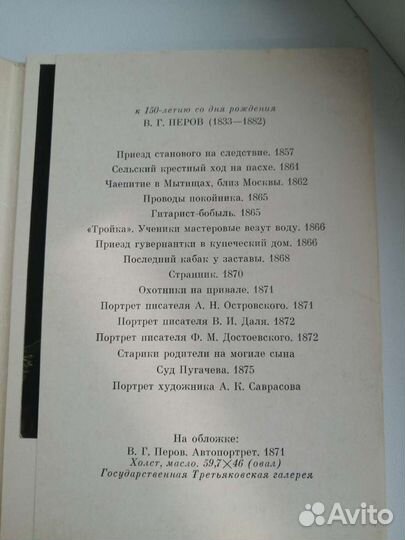 к 150-летию со дня рождения
В. Г. ПЕРОВ (1833—1882)
Приезд станового на следствие. 1857
Сельский крестный ход на пасхе. 1861
Чаепитие в Мытищах, близ Москвы. 1862
Проводы покойника. 1865
Гитарист-бобыль. 1865
«Тройка». Ученики мастеровые везут воду. 1866
Приезд гувернантки в купеческий дом. 1866
Последний кабак у заставы. 1868
Странник. 1870
Охотники на привале. 1871
Портрет писателя А. Н. Островского. 1871
Портрет писателя В. И. Даля. 1872
Портрет писателя Ф. М. Достоевского. 1872
Старики родители на могиле сына
Суд Пугачева. 1875
Портрет художника А. К. Саврасова
На обложке:
В. Г. Перов. Автопортрет. 1871
Холст, масло. 59,7×46 (овал)
Государственная Третьяковская галерея
Avito